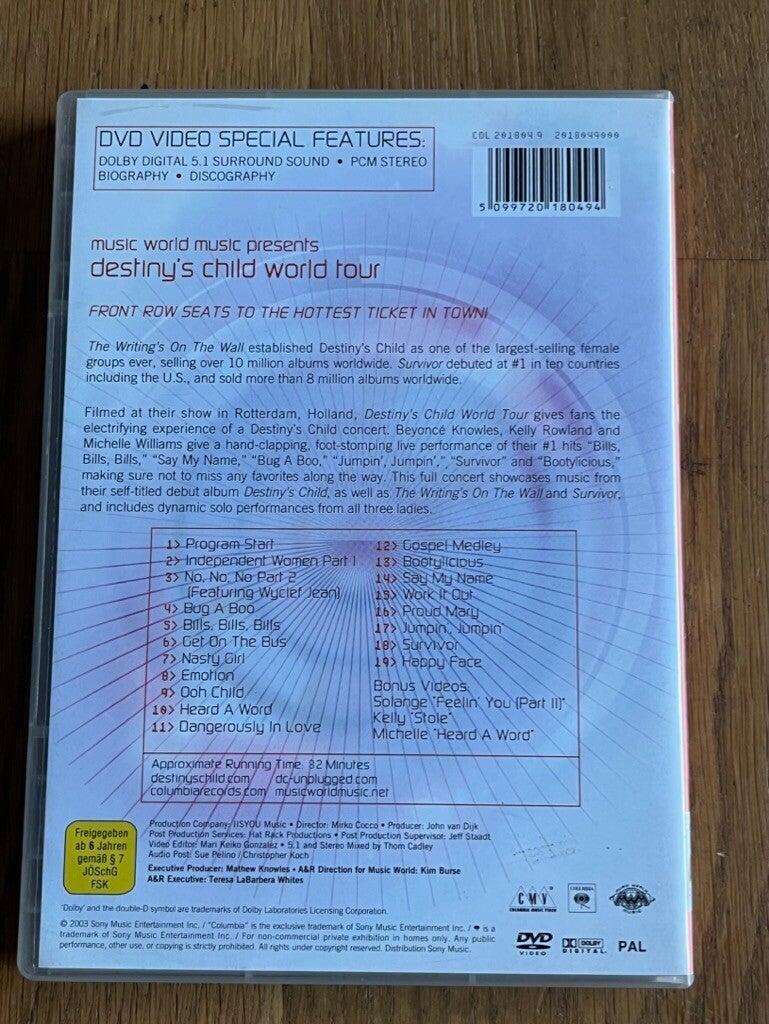 DVD VIDEO SPECIAL FEATURES:
DOLBY DIGITAL 5.1 SURROUND SOUND • PCM STEREO
BIOGRAPHY • DISCOGRAPHY
COL 201804 9 2018049000
5 099720 180494
music world music presents
destiny's child world tour
FRONT ROW SEATS TO THE HOTTEST TICKET IN TOWN!
The Writing's On The Wall established Destiny's Child as one of the largest-selling female
groups ever, selling over 10 million albums worldwide. Survivor debuted at #1 in ten countries
including the U.S., and sold more than 8 million albums worldwide.
Filmed at their show in Rotterdam, Holland, Destiny's Child World Tour gives fans the
electrifying experience of a Destiny's Child concert. Beyoncé Knowles, Kelly Rowland and
Michelle Williams give a hand-clapping, foot-stomping live performance of their #1 hits "Bills,
Bills, Bills," "Say My Name," "Bug A Boo," "Jumpin', Jumpin'," "Survivor" and "Bootylicious,"
making sure not to miss any favorites along the way. This full concert showcases music from
their self-titled debut album Destiny's Child, as well as The Writing's On The Wall and Survivor,
and includes dynamic solo performances from all three ladies.
1> Program Start
2> Independent Women Part I
3> No, No, No Part 2
(Featuring Wyclef Jean)
4> Bug A Boo
5> Bills, Bills, Bills
6> Get On The Bus
7> Nasty Girl
8> Emotion
9> Ooh Child
10> Heard A Word
11> Dangerously In Love
12> Gospel Medley
13> Bootylicious
14> Say My Name
15> Work It Out
16> Proud Mary
17> Jumpin', Jumpin'
18> Survivor
19> Happy Face
Bonus Videos:
Solange "Feelin' You (Part II)"
Kelly "Stole"
Michelle "Heard A Word"
Approximate Running Time: 82 Minutes
destinyschild.com dc-unplugged.com
columbiarecords.com musicworldmusic.net
Freigegeben
ab 6 Jahren
gemäß § 7
JÖSchG
FSK
Production Company: IISYOU Music • Director: Mirko Cocco • Producer: John van Dijk
Post Production Services: Hat Rack Productions • Post Production Supervisor: Jeff Staadt
Video Editor: Mari Keiko Gonzalez • 5.1 and Stereo Mixed by Thom Cadley
Audio Post: Sue Pelino / Christopher Koch
Executive Producer: Mathew Knowles • A&R Direction for Music World: Kim Burse
A&R Executive: Teresa LaBarbera Whites
CMV
COLUMBIA MUSIC VIDEO
COLUMBIA
'Dolby' and the double-D symbol are trademarks of Dolby Laboratories Licensing Corporation.
© 2003 Sony Music Entertainment Inc. / "Columbia" is the exclusive trademark of Sony Music Entertainment Inc. / is a
trademark of Sony Music Entertainment Inc. / For non-commercial private exhibition in homes only. Any public
performance, other use, or copying is strictly prohibited. All rights under copyright reserved. Distribution Sony Music.
DVD
VIDEO
DOLBY
DIGITAL
PAL